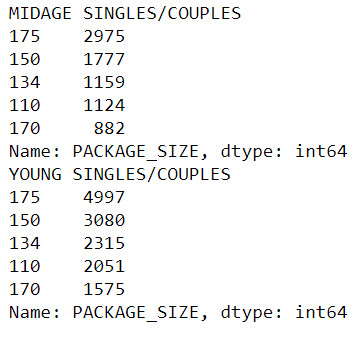 MIDAGE SINGLES/COUPLES
175    2975
150    1777
134    1159
110    1124
170     882
Name: PACKAGE_SIZE, dtype: int64
YOUNG SINGLES/COUPLES
175    4997
150    3080
134    2315
110    2051
170    1575
Name: PACKAGE_SIZE, dtype: int64